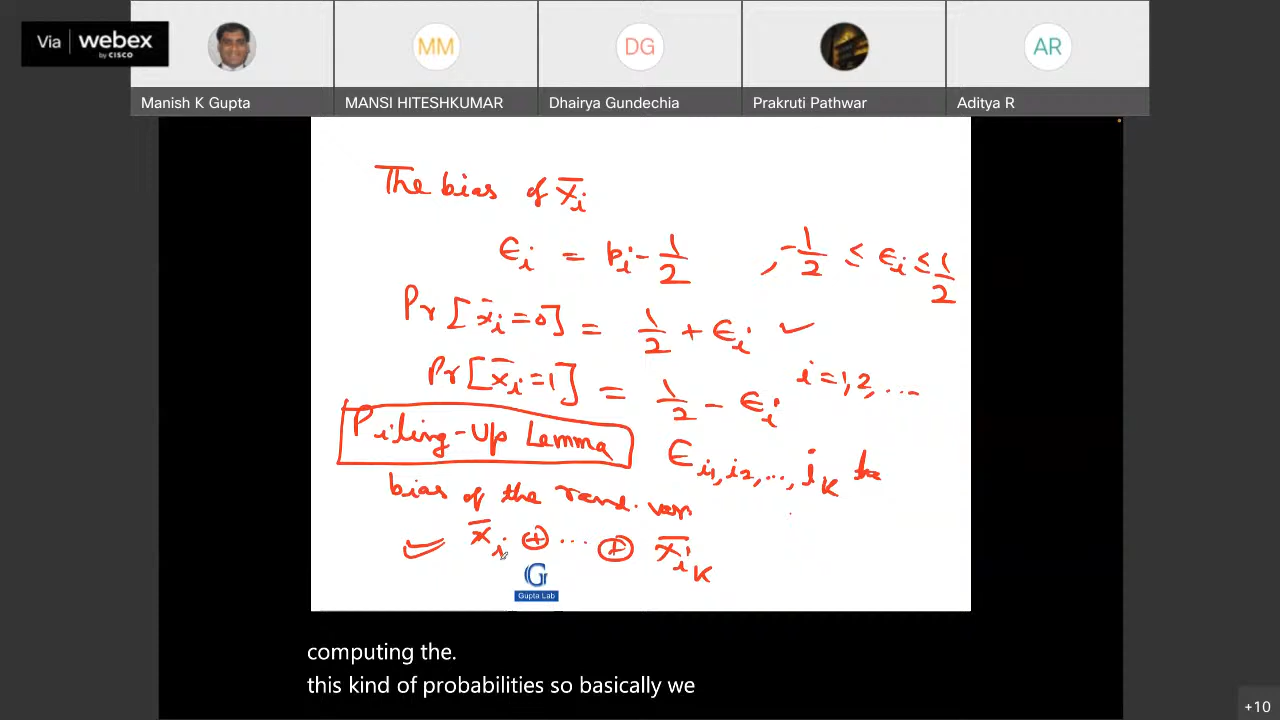 Via webex
by CISCO
MM
DG
AR
Manish K Gupta
MANSI HITESHKUMAR
Dhairya Gundechia
Prakruti Pathwar
Aditya R
The bias of X̄i
ϵi = pi - 1/2 , -1/2 ≤ ϵi ≤ 1/2
Pr[x̄i=0] = 1/2 + ϵi ✓
Pr[x̄i=1] = 1/2 - ϵi i=1,2,...
Piling-Up Lemma
ϵi1,i2,...,iK
bias of the rand. var
✓ x̄i ⊕ ... ⊕ x̄iK
G
Gupta Lab
computing the.
this kind of probabilities so basically we
+10